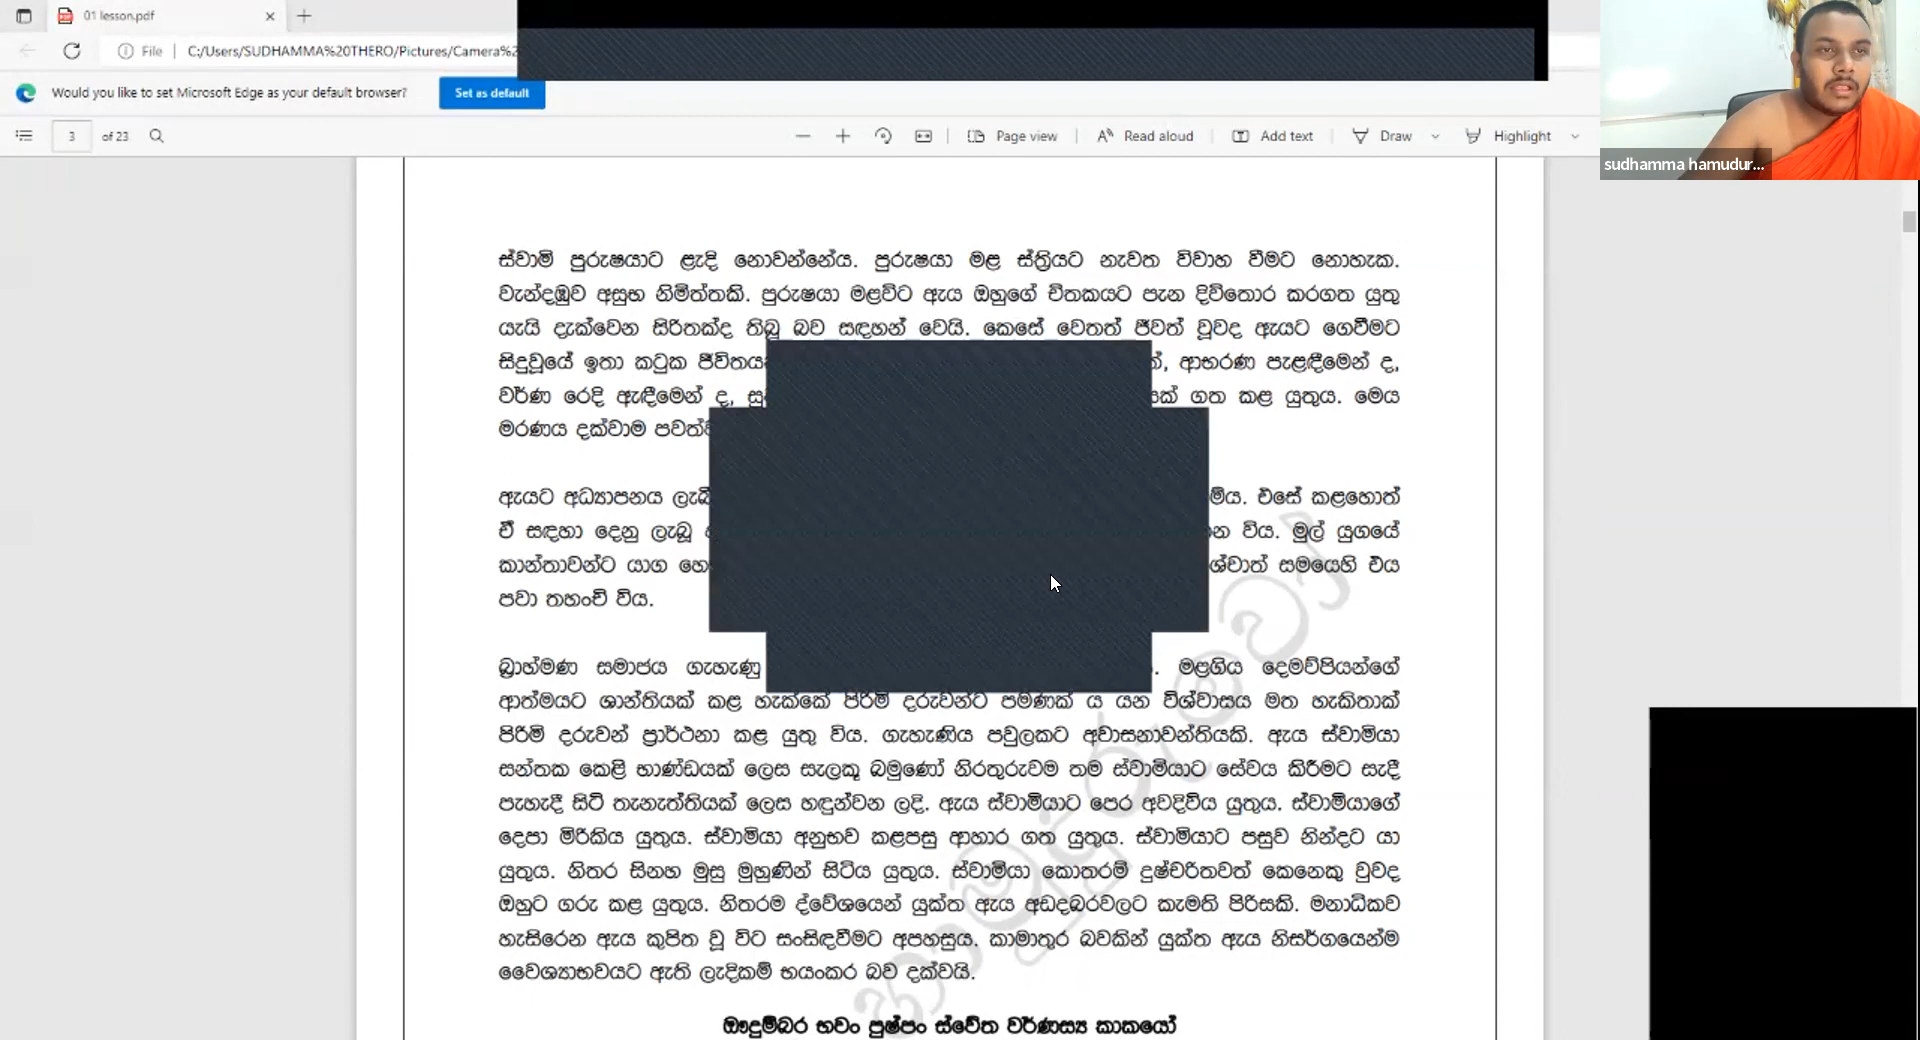 01 lesson.pdf
File C:/Users/SUDHAMMA%20THERO/Pictures/Camera%2
Would you like to set Microsoft Edge as your default browser? Set as default
3 of 23 Page view Read aloud Add text Draw Highlight
sudhamma hamudur...
ස්වාමි පුරුෂයාට ළැදි නොවන්නේය. පුරුෂයා මළ ස්ත්‍රියට නැවත විවාහ වීමට නොහැක.
වැන්දඹුව අසුභ නිමිත්තකි. පුරුෂයා මළවිට ඇය ඔහුගේ චිතකයට පැන දිවිතොර කරගත යුතු
යැයි දැක්වෙන සිරිතක්ද තිබූ බව සඳහන් වෙයි. කෙසේ වෙතත් ජීවත් වූවද ඇයට ගෙවීමට
සිදුවූයේ ඉතා කටුක ආභරණ පැළඳීමෙන් ද,
වර්ණ රෙදි ඇඳීමෙන් ද, ගත කළ යුතුය. මෙය
මරණය දක්වාම
ඇයට අධ්‍යාපනය එසේ කළහොත්
ඒ සඳහා දෙනු ලැබූ විය. මුල් යුගයේ
කාන්තාවන්ට යාග සමයෙහි එය
පවා තහංචි විය.
බ්‍රාහ්මණ සමාජය ගැහැණු මළගිය දෙමව්පියන්ගේ
ආත්මයට ශාන්තියක් කළ හැක්කේ පිරිමි දරුවන්ට පමණක් ය යන විශ්වාසය මත හැකිතාක්
පිරිමි දරුවන් ප්‍රාර්ථනා කළ යුතු විය. ගැහැණිය පවුලකට අවාසනාවන්තියකි. ඇය ස්වාමියා
සන්තක කෙළි භාණ්ඩයක් ලෙස සැලකූ බමුණෝ නිරතුරුවම තම ස්වාමියාට සේවය කිරීමට සැදී
පැහැදී සිටි තැනැත්තියක් ලෙස හඳුන්වන ලදි. ඇය ස්වාමියාට පෙර අවදිවිය යුතුය. ස්වාමියාගේ
දෙපා මිරිකිය යුතුය. ස්වාමියා අනුභව කළපසු ආහාර ගත යුතුය. ස්වාමියාට පසුව නින්දට යා
යුතුය. නිතර සිනහ මුසු මුහුණින් සිටිය යුතුය. ස්වාමියා කොතරම් දුෂ්චරිතවත් කෙනෙකු වුවද
ඔහුට ගරු කළ යුතුය. නිතරම ද්වේශයෙන් යුක්ත ඇය අඩදබරවලට කැමති පිරිසකි. මනාධිකව
හැසිරෙන ඇය කුපිත වූ විට සංසිඳවීමට අපහසුය. කාමාතුර බවකින් යුක්ත ඇය නිසර්ගයෙන්ම
වෛශ්‍යාභවයට ඇති ලැදිකම් භයංකර බව දක්වයි.
ඖදුම්බර භවං පුෂ්පං ස්වේත වර්ණස්‍ය කාකයෝ